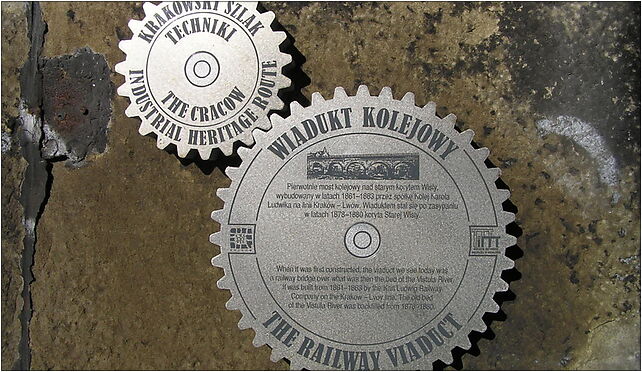 KRAKOWSKI SZLAK
TECHNIKI
THE CRACOW
INDUSTRIAL HERITAGE ROUTE
WIADUKT KOLEJOWY
Pierwotnie most kolejowy nad starym korytem Wisły,
wybudowany w latach 1861–1863 przez spółkę Kolej Karola
Ludwika na linii Kraków – Lwów. Wiaduktem stał się po zasypaniu
w latach 1878–1880 koryta Starej Wisły.
When it was first constructed, the viaduct we see today was
a railway bridge over what was then the bed of the Vistula River.
It was built from 1861–1863 by the Karl Ludwig Railway
Company on the Krakow – Lviv line. The old bed
of the Vistula River was backfilled from 1878–1880.
THE RAILWAY VIADUCT